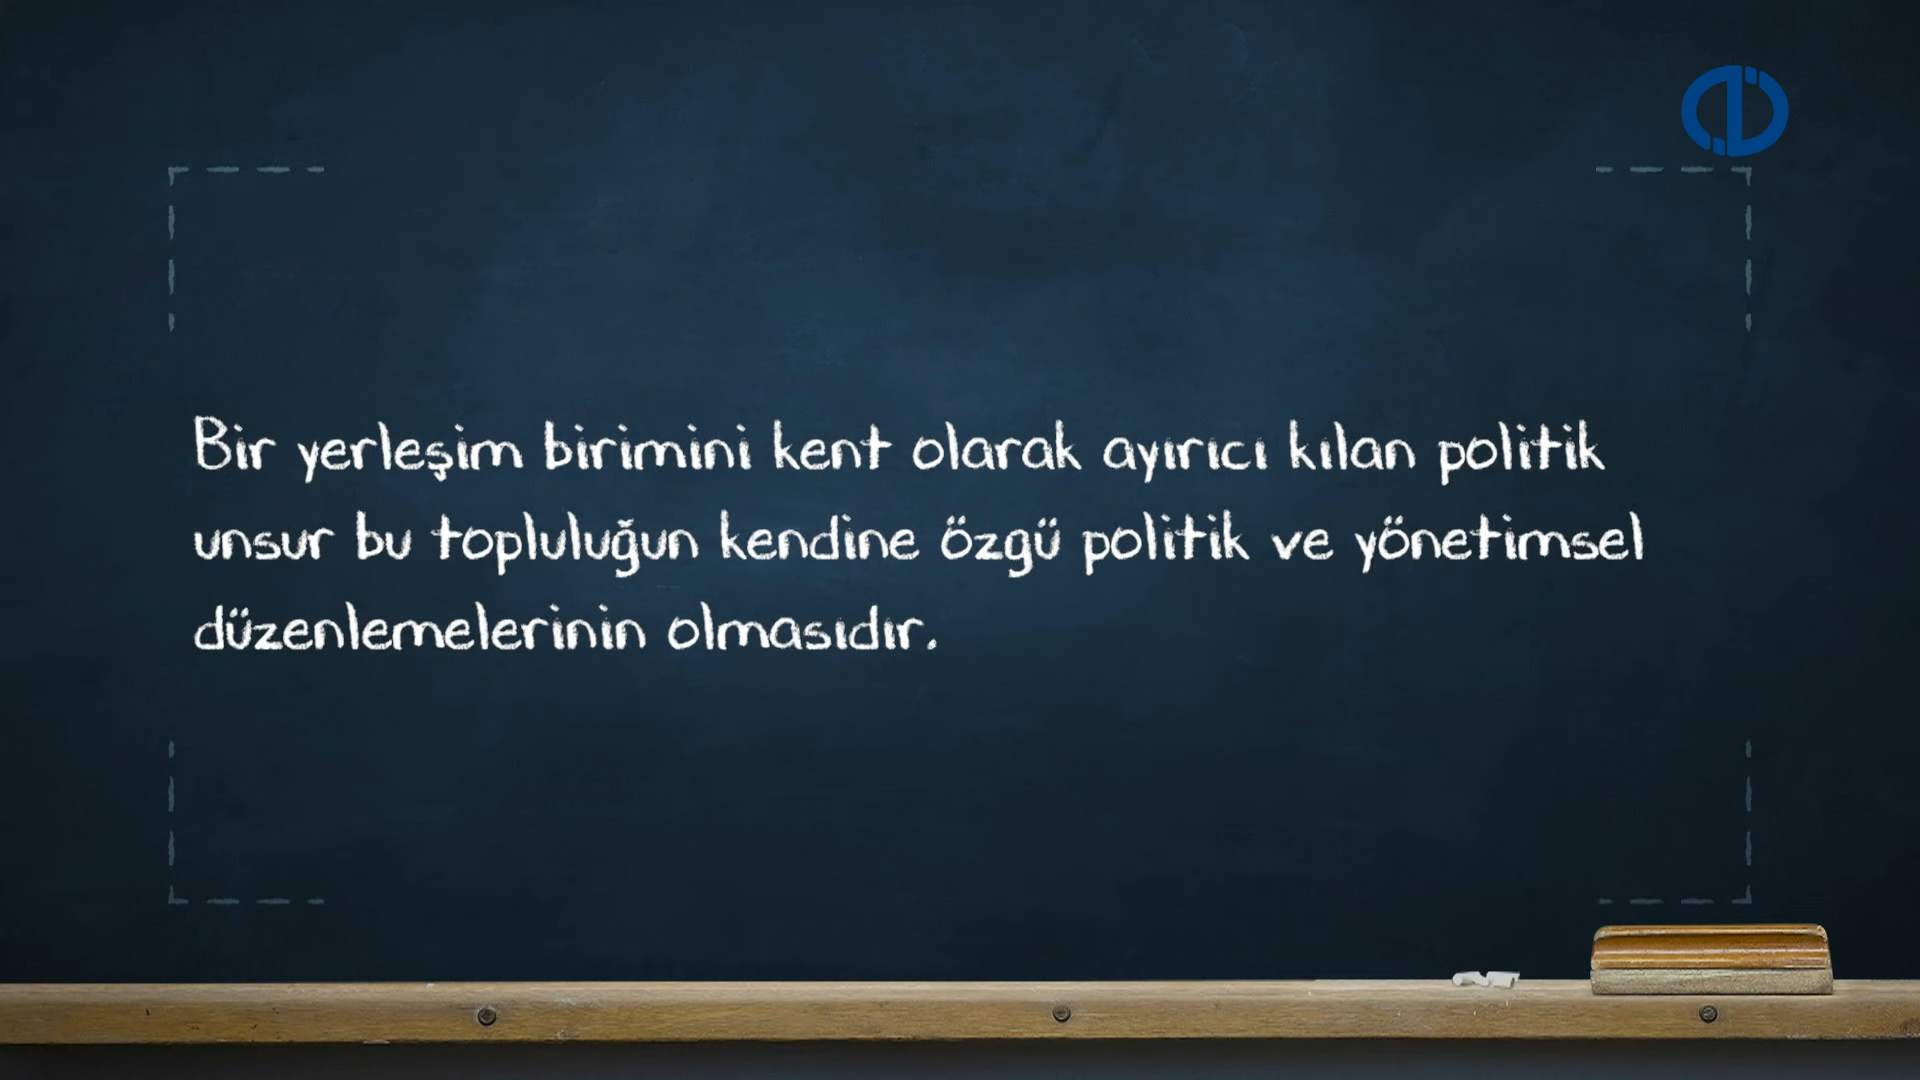 Bir yerleşim birimini kent olarak ayırıcı kılan politik
unsur bu topluluğun kendine özgü politik ve yönetimsel
düzenlemelerinin olmasıdır.